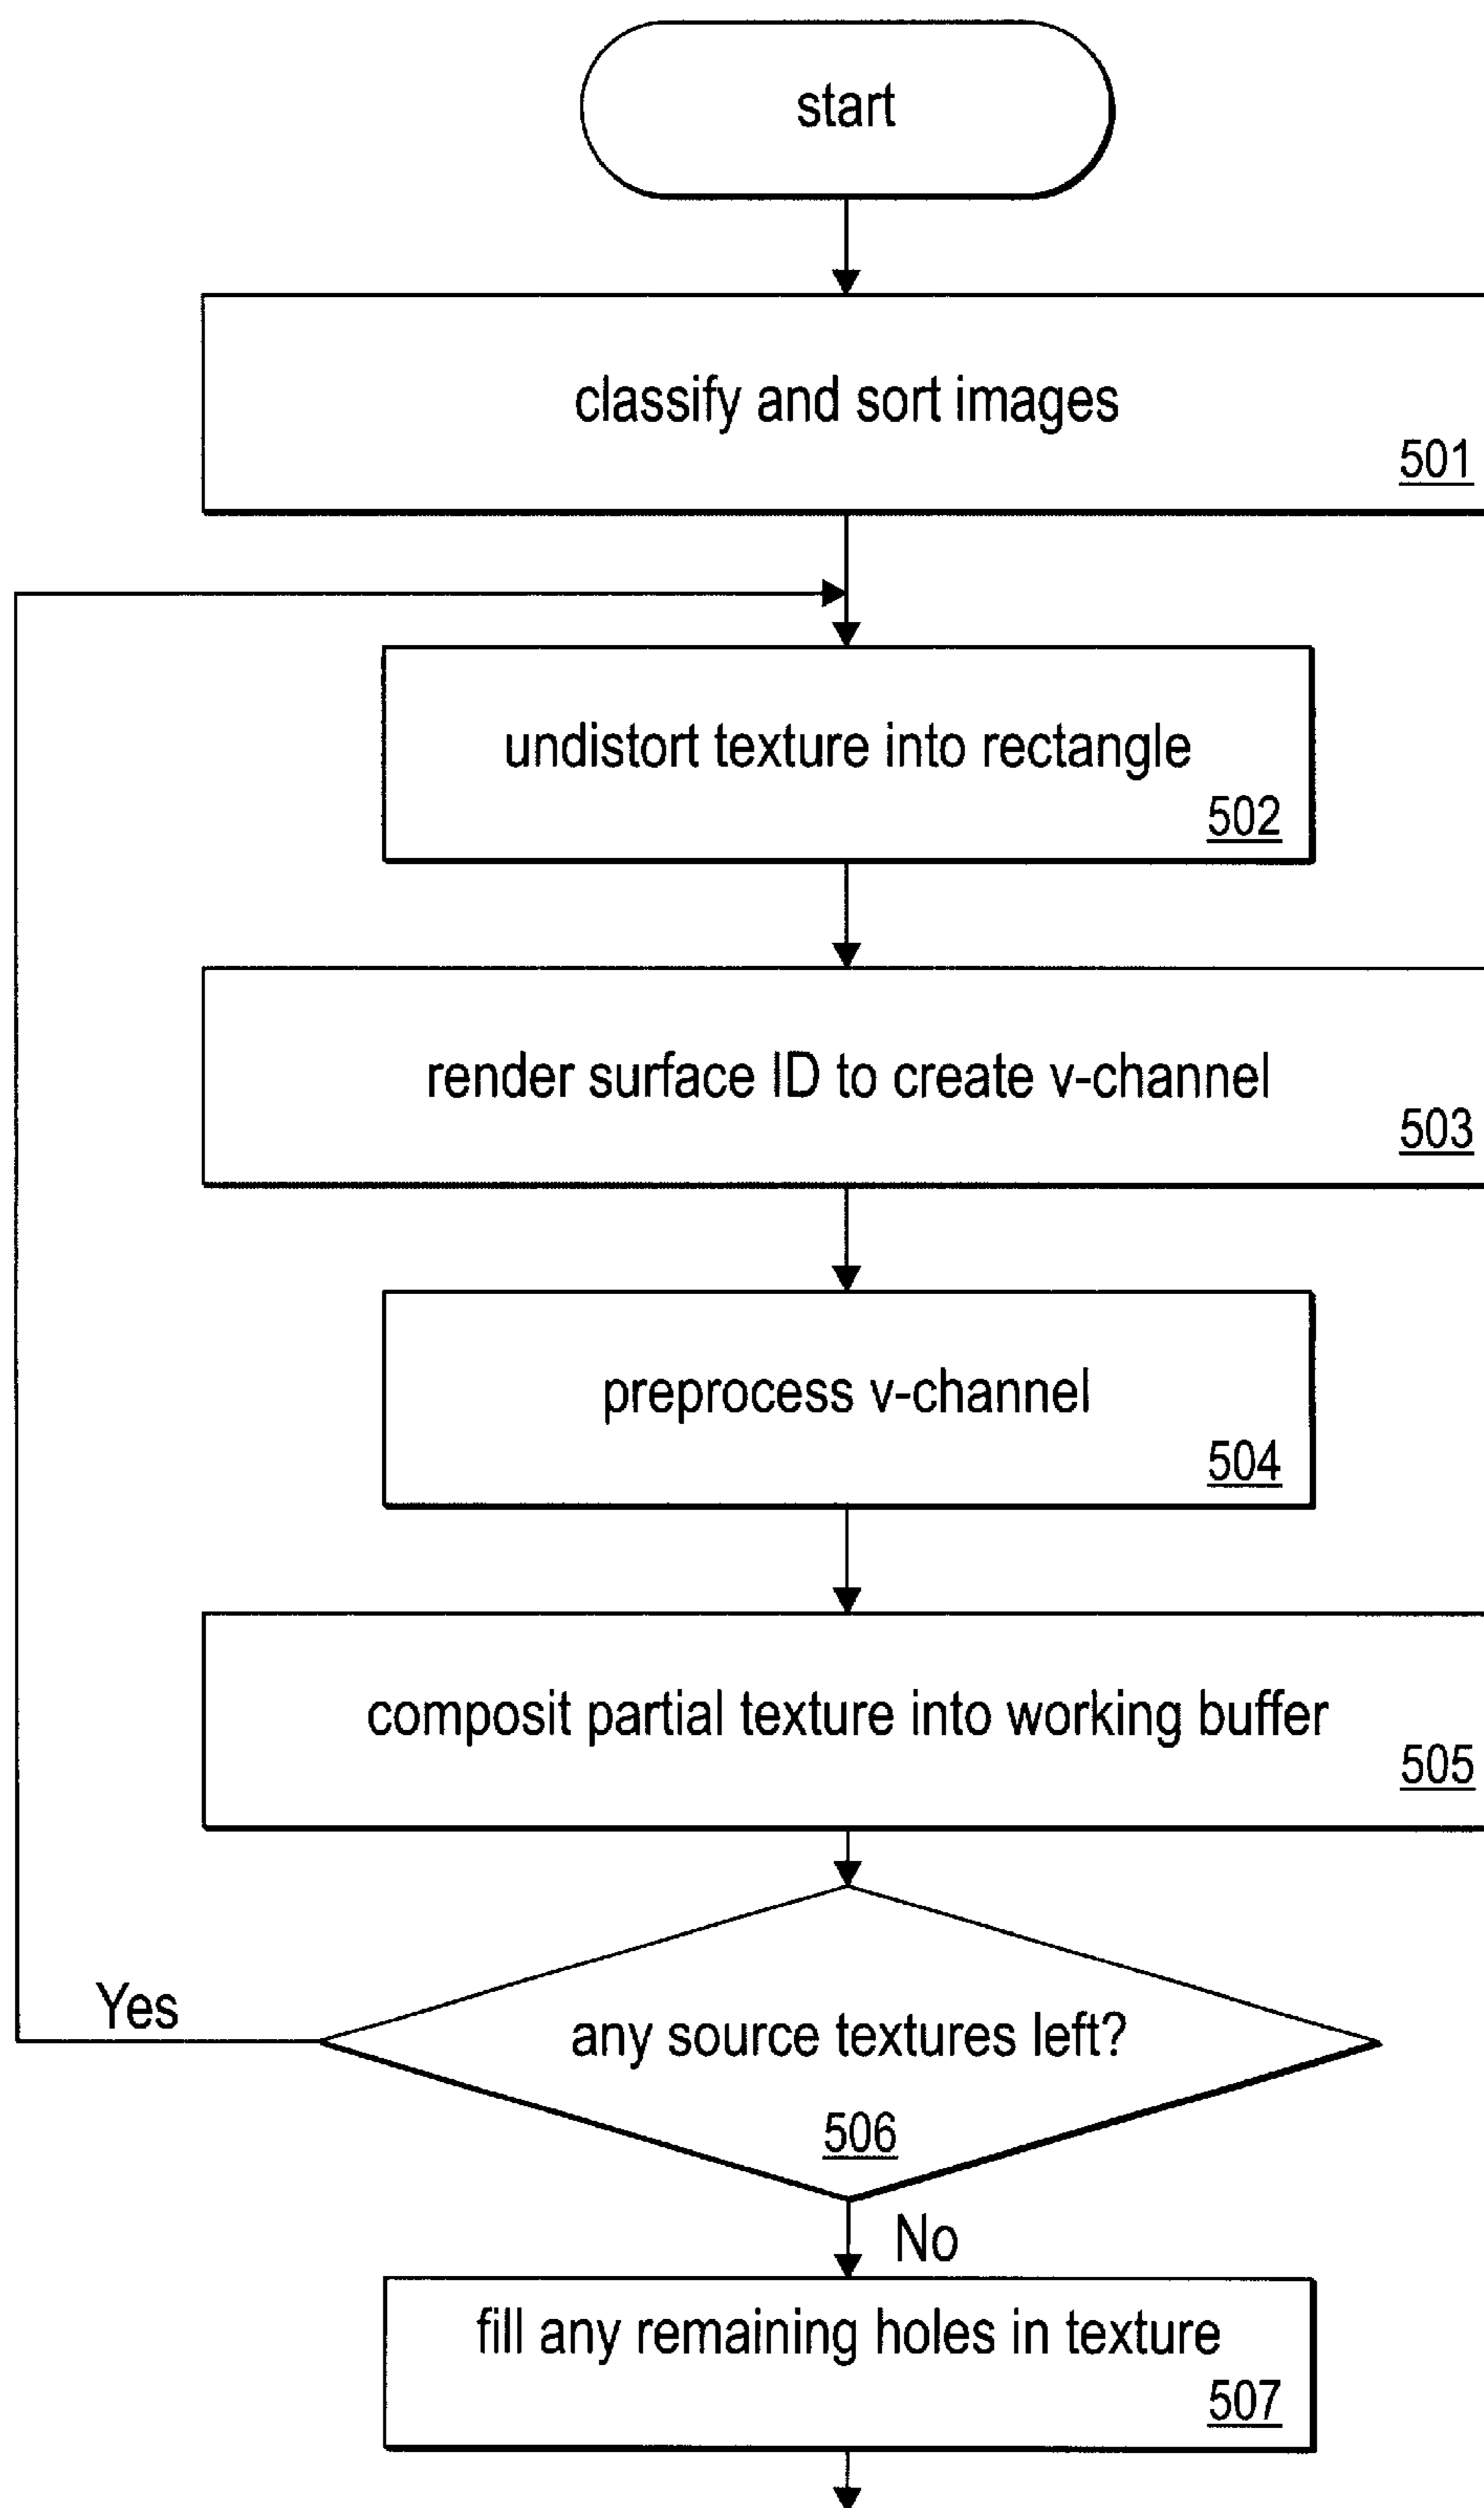 start
classify and sort images
501
undistort texture into rectangle
502
render surface ID to create v-channel
503
preprocess v-channel
504
composit partial texture into working buffer
505
Yes
any source textures left?
506
No
fill any remaining holes in texture
507